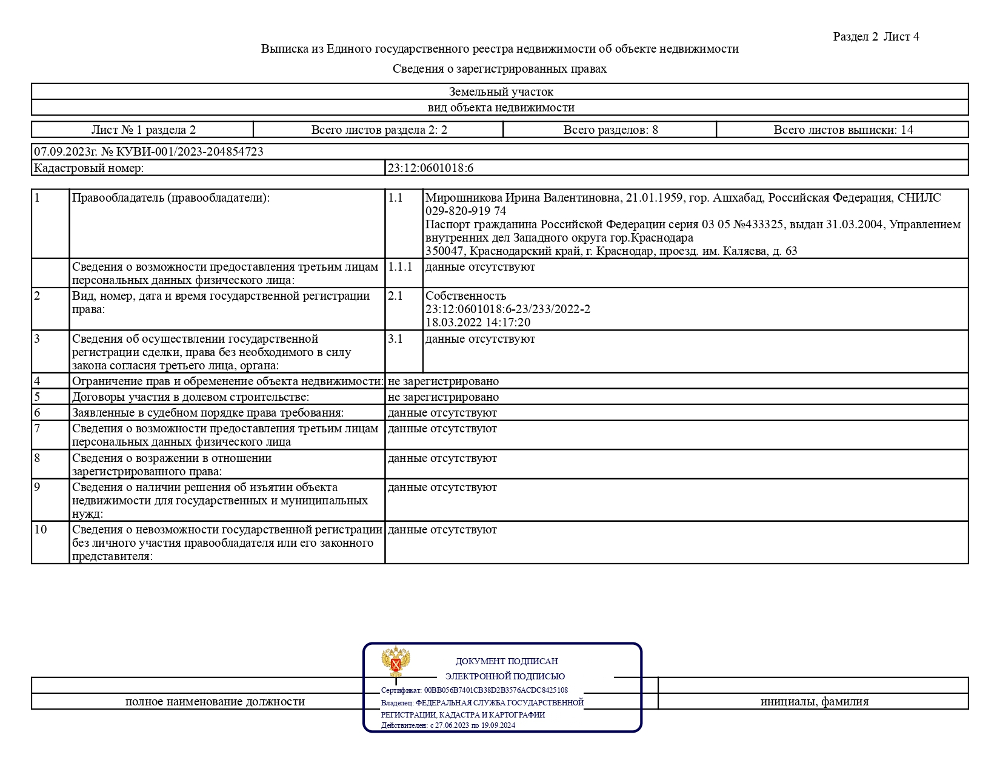 Раздел 2 Лист 4
Выписка из Единого государственного реестра недвижимости об объекте недвижимости
Сведения о зарегистрированных правах
Земельный участок
вид объекта недвижимости
Лист № 1 раздела 2 Всего листов раздела 2: 2 Всего разделов: 8 Всего листов выписки: 14
07.09.2023г. № КУВИ-001/2023-204854723
Кадастровый номер: 23:12:0601018:6
1 Правообладатель (правообладатели): 1.1 Мирошникова Ирина Валентиновна, 21.01.1959, гор. Ашхабад, Российская Федерация, СНИЛС
029-820-919 74
Паспорт гражданина Российской Федерации серия 03 05 №433325, выдан 31.03.2004, Управлением
внутренних дел Западного округа гор.Краснодара
350047, Краснодарский край, г. Краснодар, проезд. им. Каляева, д. 63
Сведения о возможности предоставления третьим лицам 1.1.1 данные отсутствуют
персональных данных физического лица:
2 Вид, номер, дата и время государственной регистрации 2.1 Собственность
права: 23:12:0601018:6-23/233/2022-2
18.03.2022 14:17:20
3 Сведения об осуществлении государственной 3.1 данные отсутствуют
регистрации сделки, права без необходимого в силу
закона согласия третьего лица, органа:
4 Ограничение прав и обременение объекта недвижимости: не зарегистрировано
5 Договоры участия в долевом строительстве: не зарегистрировано
6 Заявленные в судебном порядке права требования: данные отсутствуют
7 Сведения о возможности предоставления третьим лицам данные отсутствуют
персональных данных физического лица
8 Сведения о возражении в отношении данные отсутствуют
зарегистрированного права:
9 Сведения о наличии решения об изъятии объекта данные отсутствуют
недвижимости для государственных и муниципальных
нужд:
10 Сведения о невозможности государственной регистрации данные отсутствуют
без личного участия правообладателя или его законного
представителя:
ДОКУМЕНТ ПОДПИСАН
ЭЛЕКТРОННОЙ ПОДПИСЬЮ
Сертификат: 00BB056B7401CB38D2B3576ACDC8425108
Владелец: ФЕДЕРАЛЬНАЯ СЛУЖБА ГОСУДАРСТВЕННОЙ
РЕГИСТРАЦИИ, КАДАСТРА И КАРТОГРАФИИ
Действителен: с 27.06.2023 по 19.09.2024
полное наименование должности инициалы, фамилия